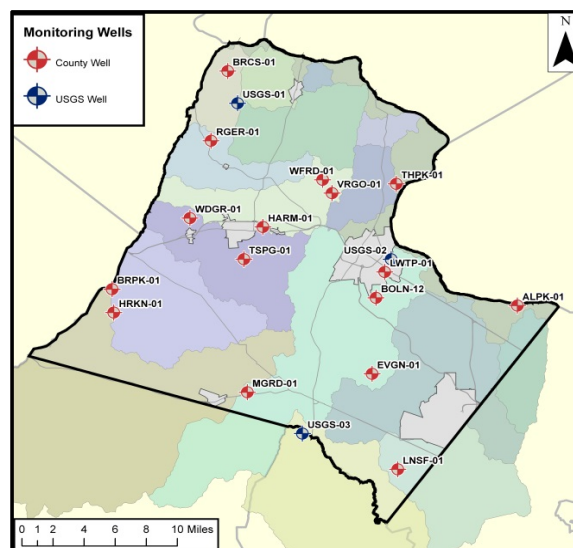 Monitoring Wells
County Well
USGS Well
N
BRCS-01
USGS-01
RGER-01
WFRD-01
THPK-01
VRGO-01
WDGR-01
HARM-01
USGS-02
TSPG-01
LWTP-01
BRPK-01
BOLN-12
HRKN-01
ALPK-01
EVGN-01
MGRD-01
USGS-03
LNSF-01
0 1 2 4 6 8 10 Miles